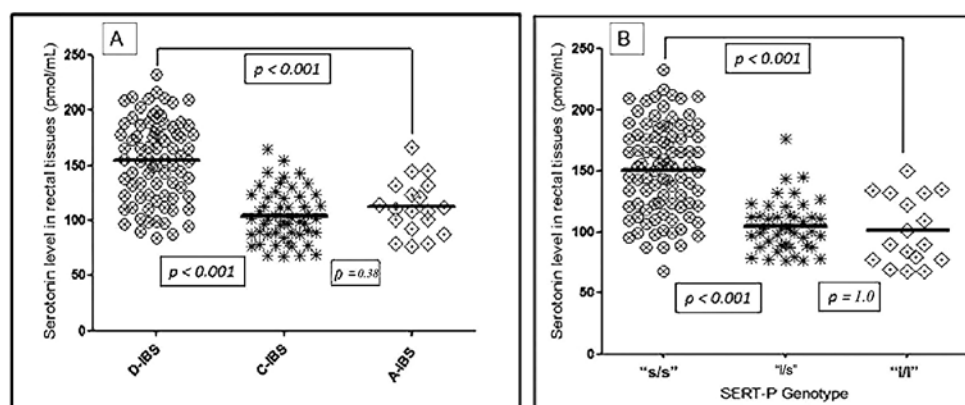 A
Serotonin level in rectal tissues (pmol/mL)
250
200
150
100
50
0
p < 0.001
p < 0.001
p = 0.38
D-IBS
C-IBS
A-IBS
B
Serotonin level in rectal tissues (pmol/mL)
250
200
150
100
50
0
p < 0.001
p < 0.001
p = 1.0
"s/s"
"l/s"
"l/l"
SERT-P Genotype